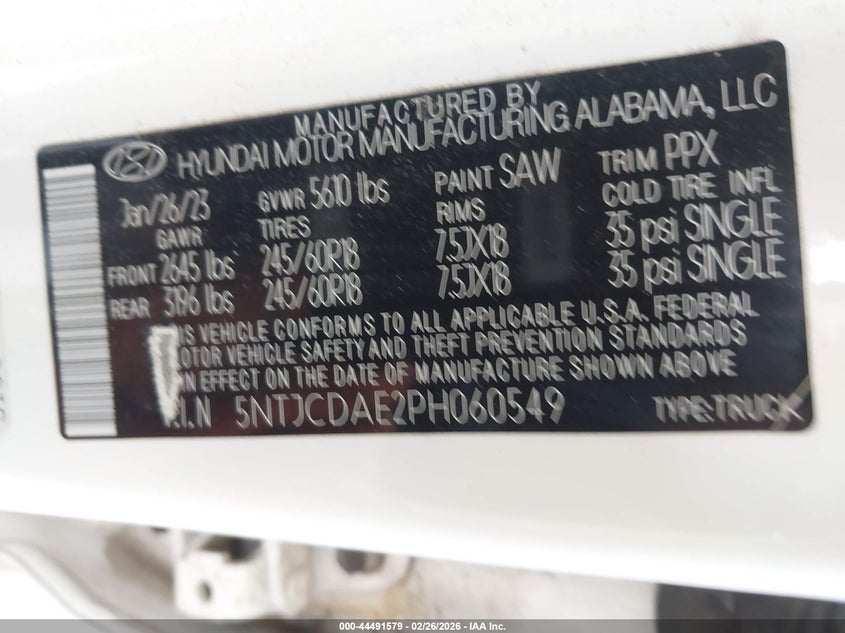 MANUFACTURED BY
HYUNDAI MOTOR MANUFACTURING ALABAMA, LLC
Jan/26/23 GVWR 5610 lbs PAINT SAW TRIM PPX
GAWR TIRES RIMS COLD TIRE INFL
FRONT 2645 lbs 245/60R18 7.5JX18 35 psi SINGLE
REAR 3196 lbs 245/60R18 7.5JX18 35 psi SINGLE
IS VEHICLE CONFORMS TO ALL APPLICABLE U.S.A. FEDERAL
OTOR VEHICLE SAFETY AND THEFT PREVENTION STANDARDS
IN EFFECT ON THE DATE OF MANUFACTURE SHOWN ABOVE
V.I.N 5NTJCDAE2PH060549 TYPE:TRUCK
000-44491579 — 02/26/2026 — IAA Inc.